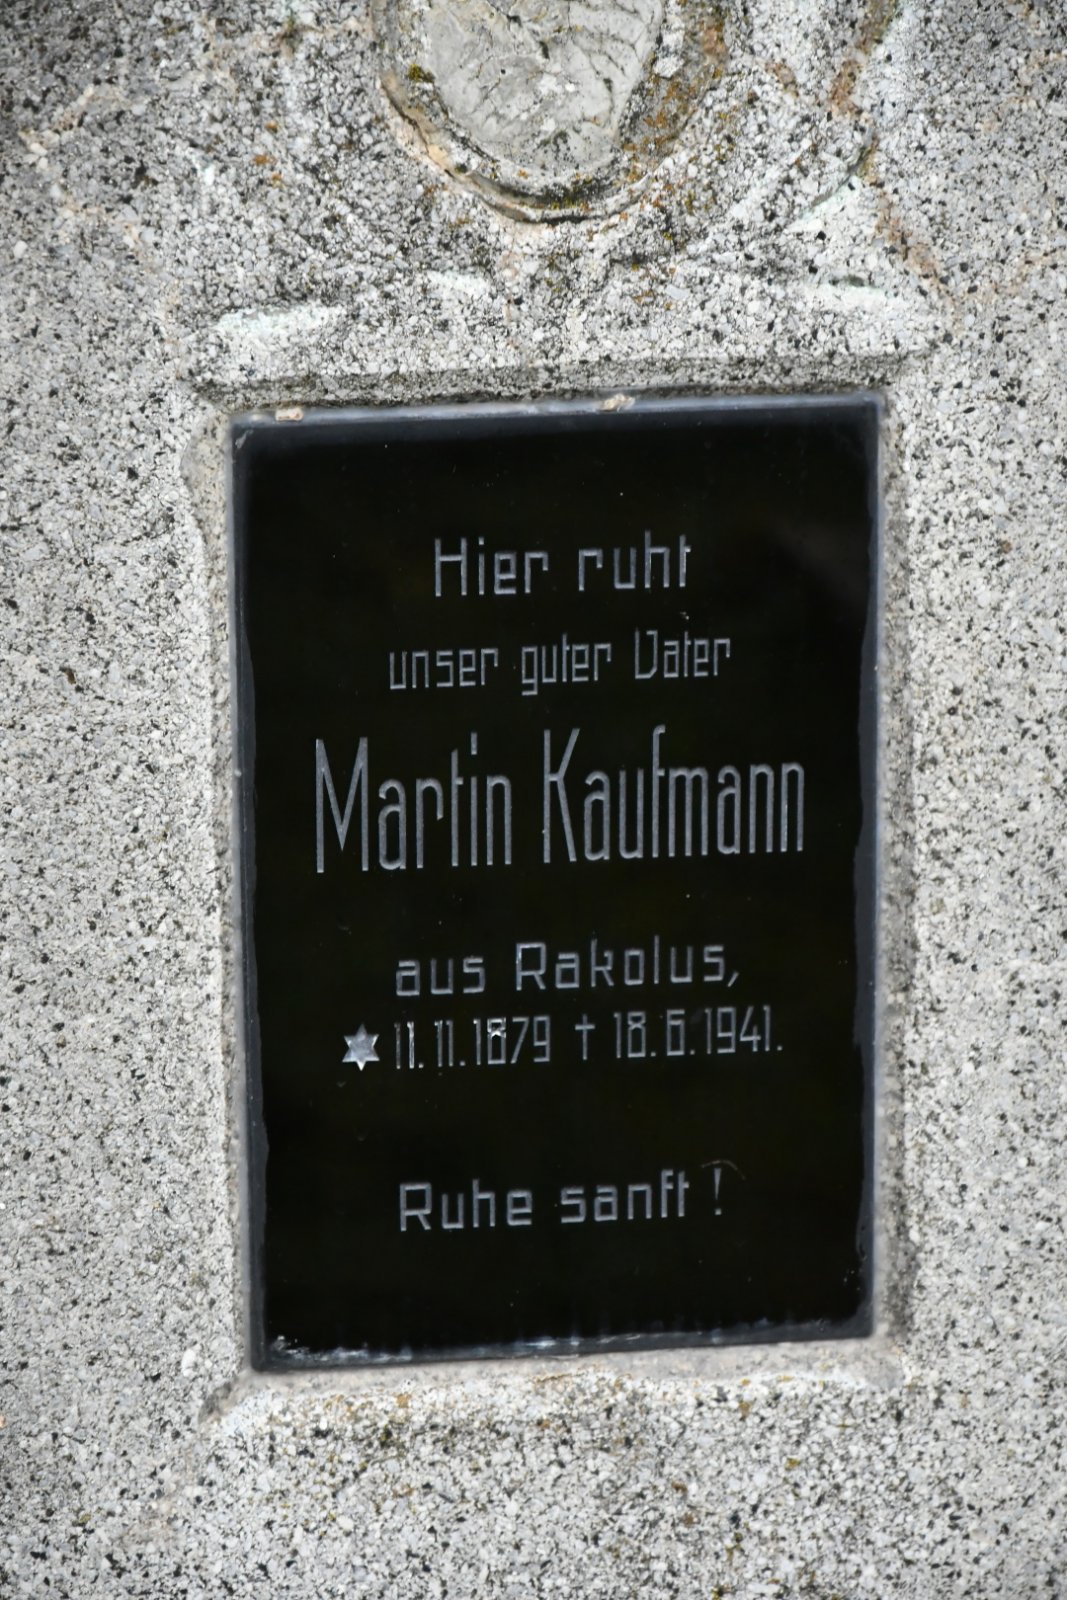 Hier ruht
unser guter Vater
Martin Kaufmann
aus Rakolus,
✶ 11.11.1879 † 18.6.1941.
Ruhe sanft!